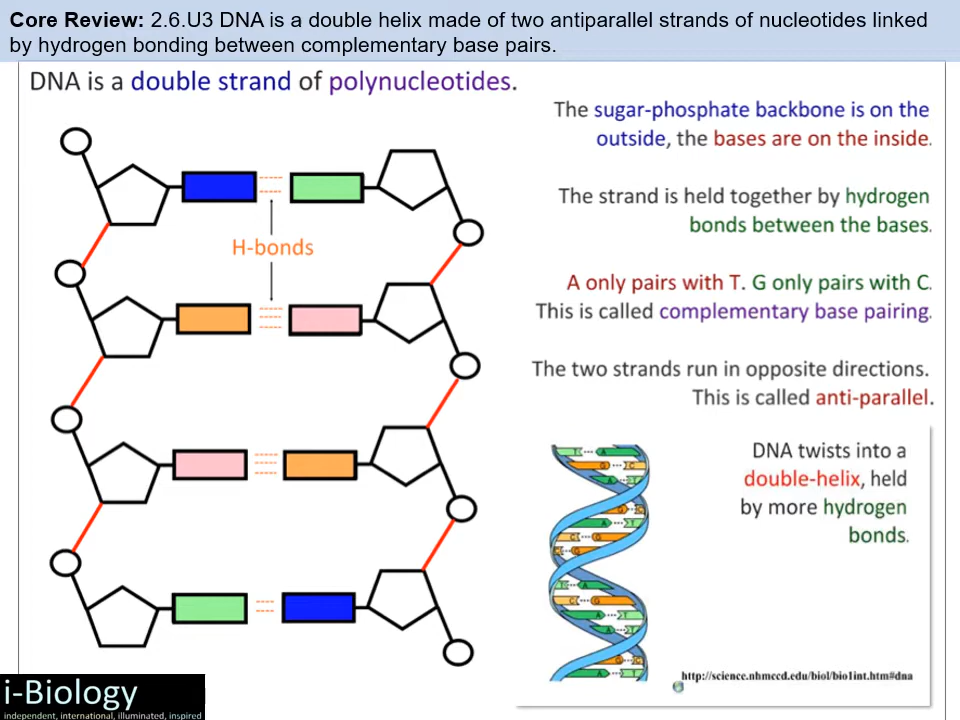 Core Review: 2.6.U3 DNA is a double helix made of two antiparallel strands of nucleotides linked
by hydrogen bonding between complementary base pairs.
DNA is a double strand of polynucleotides.
The sugar-phosphate backbone is on the
outside, the bases are on the inside.
The strand is held together by hydrogen
bonds between the bases.
H-bonds
A only pairs with T. G only pairs with C.
This is called complementary base pairing.
The two strands run in opposite directions.
This is called anti-parallel.
DNA twists into a
double-helix, held
by more hydrogen
bonds.
http://science.nhmccd.edu/biol/bio1int.htm#dna
i-Biology
independent, international, illuminated, inspired